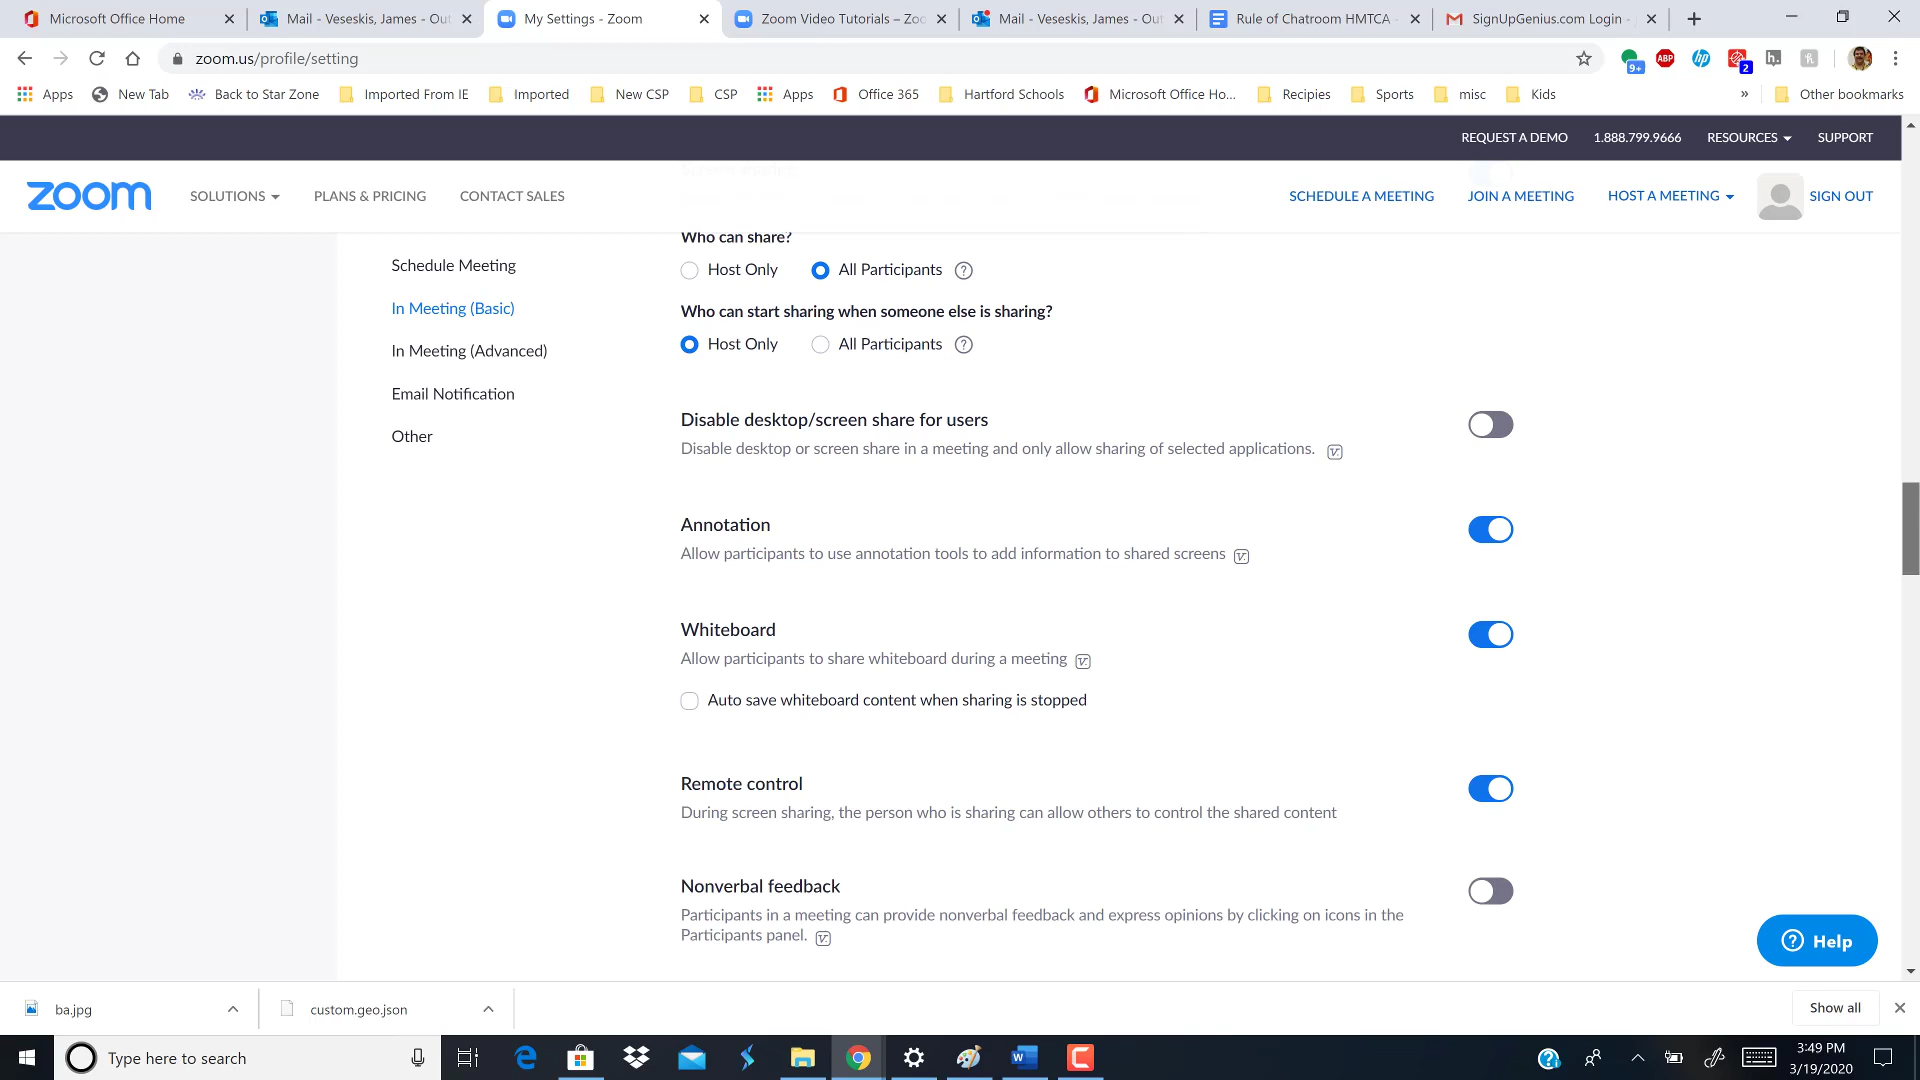 Microsoft Office Home
Mail - Veseskis, James - Out
My Settings - Zoom
Zoom Video Tutorials – Zoo
Mail - Veseskis, James - Out
Rule of Chatroom HMTCA
SignUpGenius.com Login -
zoom.us/profile/setting
ABP
hp
9+
2
h.
Apps
New Tab
Back to Star Zone
Imported From IE
Imported
New CSP
CSP
Apps
Office 365
Hartford Schools
Microsoft Office Ho...
Recipies
Sports
misc
Kids
»
Other bookmarks
REQUEST A DEMO
1.888.799.9666
RESOURCES
SUPPORT
zoom
SOLUTIONS
PLANS & PRICING
CONTACT SALES
SCHEDULE A MEETING
JOIN A MEETING
HOST A MEETING
SIGN OUT
Schedule Meeting
In Meeting (Basic)
In Meeting (Advanced)
Email Notification
Other
Who can share?
Host Only
All Participants
?
Who can start sharing when someone else is sharing?
Host Only
All Participants
?
Disable desktop/screen share for users
Disable desktop or screen share in a meeting and only allow sharing of selected applications.
Annotation
Allow participants to use annotation tools to add information to shared screens
Whiteboard
Allow participants to share whiteboard during a meeting
Auto save whiteboard content when sharing is stopped
Remote control
During screen sharing, the person who is sharing can allow others to control the shared content
Nonverbal feedback
Participants in a meeting can provide nonverbal feedback and express opinions by clicking on icons in the
Participants panel.
? Help
ba.jpg
custom.geo.json
Show all
Type here to search
3:49 PM
3/19/2020